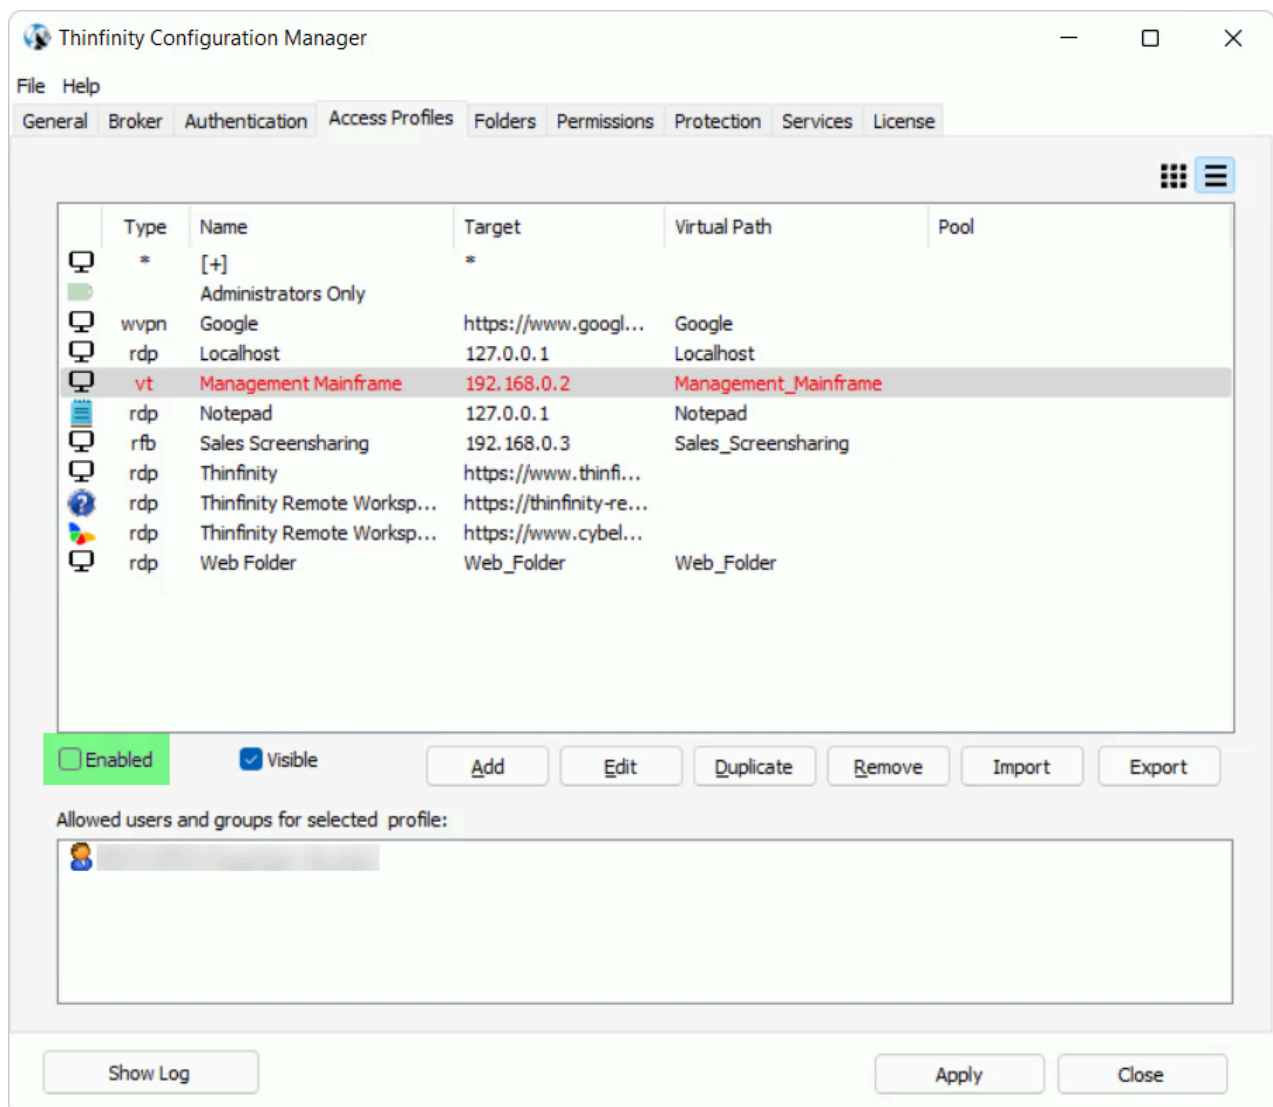 Thinfinity Configuration Manager
File Help
General Broker Authentication Access Profiles Folders Permissions Protection Services License
Type Name Target Virtual Path Pool
* [+] *
Administrators Only
wvpn Google https://www.googl... Google
rdp Localhost 127.0.0.1 Localhost
vt Management Mainframe 192.168.0.2 Management_Mainframe
rdp Notepad 127.0.0.1 Notepad
rfb Sales Screensharing 192.168.0.3 Sales_Screensharing
rdp Thinfinity https://www.thinfi...
rdp Thinfinity Remote Worksp... https://thinfinity-re...
rdp Thinfinity Remote Worksp... https://www.cybel...
rdp Web Folder Web_Folder Web_Folder
Enabled Visible Add Edit Duplicate Remove Import Export
Allowed users and groups for selected profile:
Show Log Apply Close